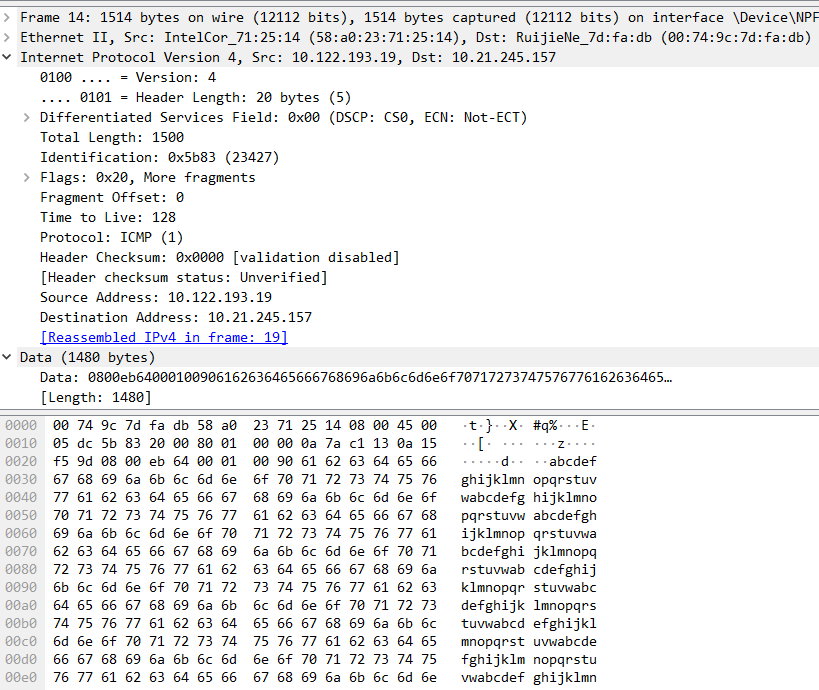 Frame 14: 1514 bytes on wire (12112 bits), 1514 bytes captured (12112 bits) on interface \Device\NPF
Ethernet II, Src: IntelCor_71:25:14 (58:a0:23:71:25:14), Dst: RuijieNe_7d:fa:db (00:74:9c:7d:fa:db)
Internet Protocol Version 4, Src: 10.122.193.19, Dst: 10.21.245.157
0100 .... = Version: 4
.... 0101 = Header Length: 20 bytes (5)
Differentiated Services Field: 0x00 (DSCP: CS0, ECN: Not-ECT)
Total Length: 1500
Identification: 0x5b83 (23427)
Flags: 0x20, More fragments
Fragment Offset: 0
Time to Live: 128
Protocol: ICMP (1)
Header Checksum: 0x0000 [validation disabled]
[Header checksum status: Unverified]
Source Address: 10.122.193.19
Destination Address: 10.21.245.157
[Reassembled IPv4 in frame: 19]
Data (1480 bytes)
Data: 0800eb64000100906162636465666768696a6b6c6d6e6f7071727374757677616263646‌5…
[Length: 1480]
0000 00 74 9c 7d fa db 58 a0 23 71 25 14 08 00 45 00 ·t·}··X· #q%···E·
0010 05 dc 5b 83 20 00 80 01 00 00 0a 7a c1 13 0a 15 ··[· ··· ···z····
0020 f5 9d 08 00 eb 64 00 01 00 90 61 62 63 64 65 66 ·····d·· ··abcdef
0030 67 68 69 6a 6b 6c 6d 6e 6f 70 71 72 73 74 75 76 ghijklmn opqrstuv
0040 77 61 62 63 64 65 66 67 68 69 6a 6b 6c 6d 6e 6f wabcdefg hijklmno
0050 70 71 72 73 74 75 76 77 61 62 63 64 65 66 67 68 pqrstuvw abcdefgh
0060 69 6a 6b 6c 6d 6e 6f 70 71 72 73 74 75 76 77 61 ijklmnop qrstuvwa
0070 62 63 64 65 66 67 68 69 6a 6b 6c 6d 6e 6f 70 71 bcdefghi jklmnopq
0080 72 73 74 75 76 77 61 62 63 64 65 66 67 68 69 6a rstuvwab cdefghij
0090 6b 6c 6d 6e 6f 70 71 72 73 74 75 76 77 61 62 63 klmnopqr stuvwabc
00a0 64 65 66 67 68 69 6a 6b 6c 6d 6e 6f 70 71 72 73 defghijk lmnopqrs
00b0 74 75 76 77 61 62 63 64 65 66 67 68 69 6a 6b 6c tuvwabcd efghijkl
00c0 6d 6e 6f 70 71 72 73 74 75 76 77 61 62 63 64 65 mnopqrst uvwabcde
00d0 66 67 68 69 6a 6b 6c 6d 6e 6f 70 71 72 73 74 75 fghijklm nopqrstu
00e0 76 77 61 62 63 64 65 66 67 68 69 6a 6b 6c 6d 6e vwabcdef ghijklmn